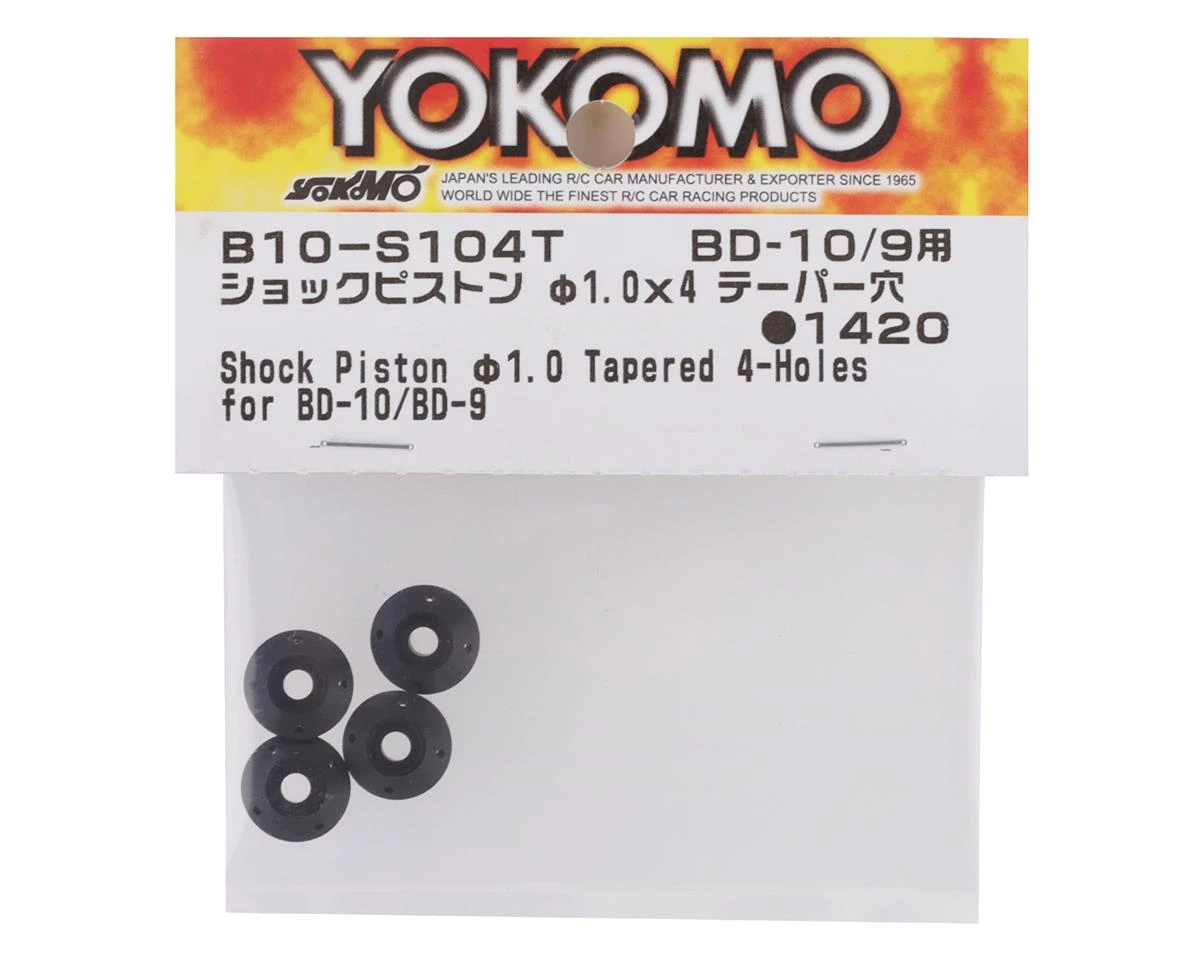 YOKOMO
YOKOMO JAPAN'S LEADING R/C CAR MANUFACTURER & EXPORTER SINCE 1965
WORLD WIDE THE FINEST R/C CAR RACING PRODUCTS
B10-S104T BD-10/9用
ショックピストン φ1.0x4 テーパー穴
●1420
Shock Piston φ1.0 Tapered 4-Holes
for BD-10/BD-9